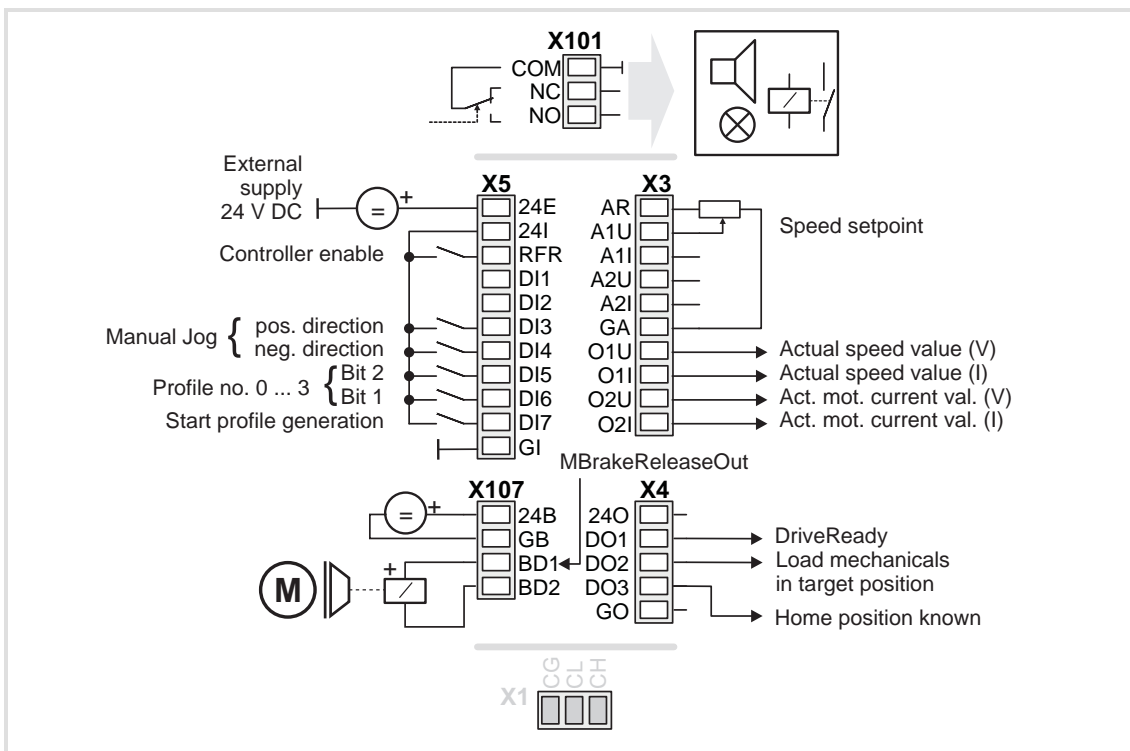 X101
COM
NC
NO
External
supply
24 V DC
=
+
Controller enable
Manual Jog { pos. direction
neg. direction
Profile no. 0 ... 3 { Bit 2
Bit 1
Start profile generation
X5
24E
24I
RFR
DI1
DI2
DI3
DI4
DI5
DI6
DI7
GI
X3
AR
A1U
A1I
A2U
A2I
GA
O1U
O1I
O2U
O2I
Speed setpoint
Actual speed value (V)
Actual speed value (I)
Act. mot. current val. (V)
Act. mot. current val. (I)
MBrakeReleaseOut
X107
=
+
24B
GB
BD1
BD2
M
+
X4
24O
DO1
DO2
DO3
GO
DriveReady
Load mechanicals
in target position
Home position known
X1
CG
CL
CH